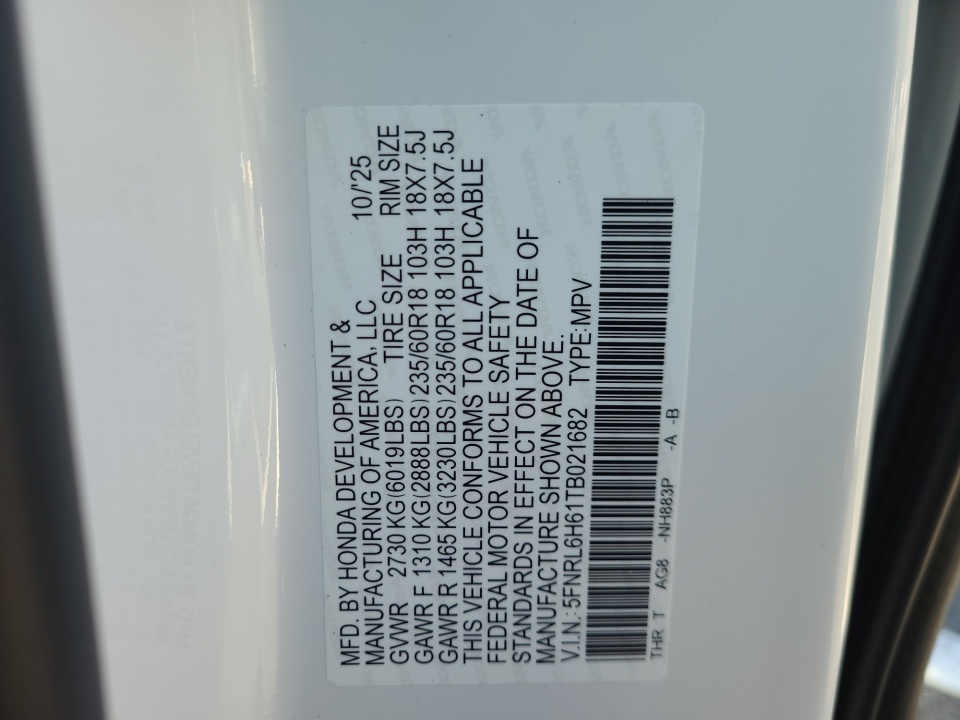 MFD. BY HONDA DEVELOPMENT &
MANUFACTURING OF AMERICA, LLC 10/'25
GVWR 2730 KG(6019LBS) TIRE SIZE RIM SIZE
GAWR F 1310 KG(2888LBS) 235/60R18 103H 18X7.5J
GAWR R 1465 KG(3230LBS) 235/60R18 103H 18X7.5J
THIS VEHICLE CONFORMS TO ALL APPLICABLE
FEDERAL MOTOR VEHICLE SAFETY
STANDARDS IN EFFECT ON THE DATE OF
MANUFACTURE SHOWN ABOVE.
V.I.N.: 5FNRL6H61TB021682 TYPE: MPV
THR T AG8 -NH883P -A -B